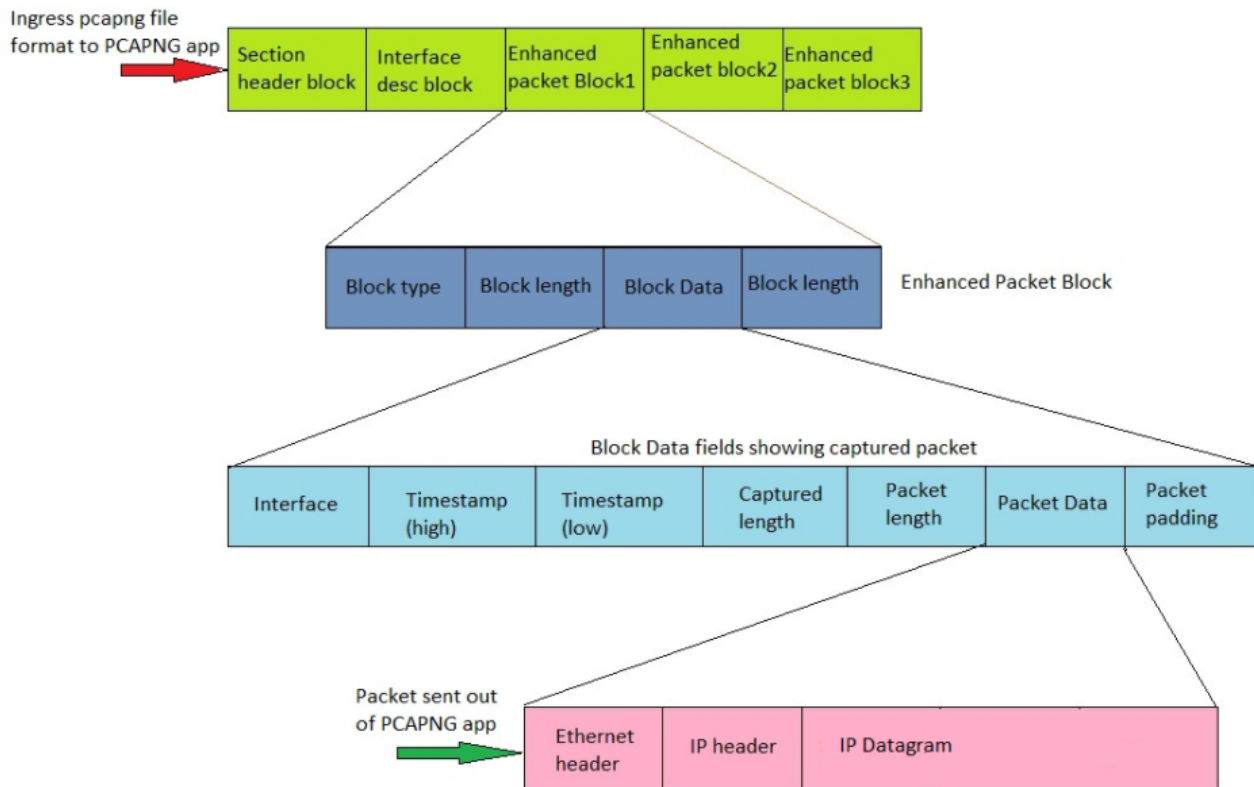 Ingress pcapng file
format to PCAPNG app
Section
header block
Interface
desc block
Enhanced
packet Block1
Enhanced
packet block2
Enhanced
packet block3
Block type
Block length
Block Data
Block length
Enhanced Packet Block
Block Data fields showing captured packet
Interface
Timestamp
(high)
Timestamp
(low)
Captured
length
Packet
length
Packet Data
Packet
padding
Packet sent out
of PCAPNG app
Ethernet
header
IP header
IP Datagram